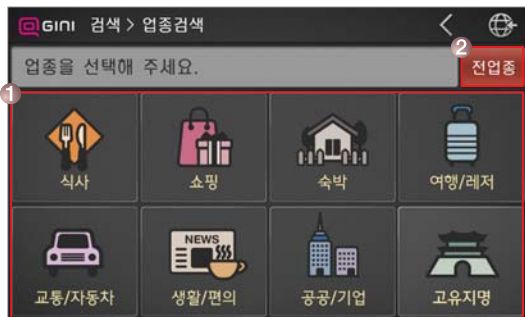 GINI 검색 > 업종검색
2
업종을 선택해 주세요. 전업종
1
식사 쇼핑 숙박 여행/레저
NEWS
교통/자동차 생활/편의 공공/기업 고유지명